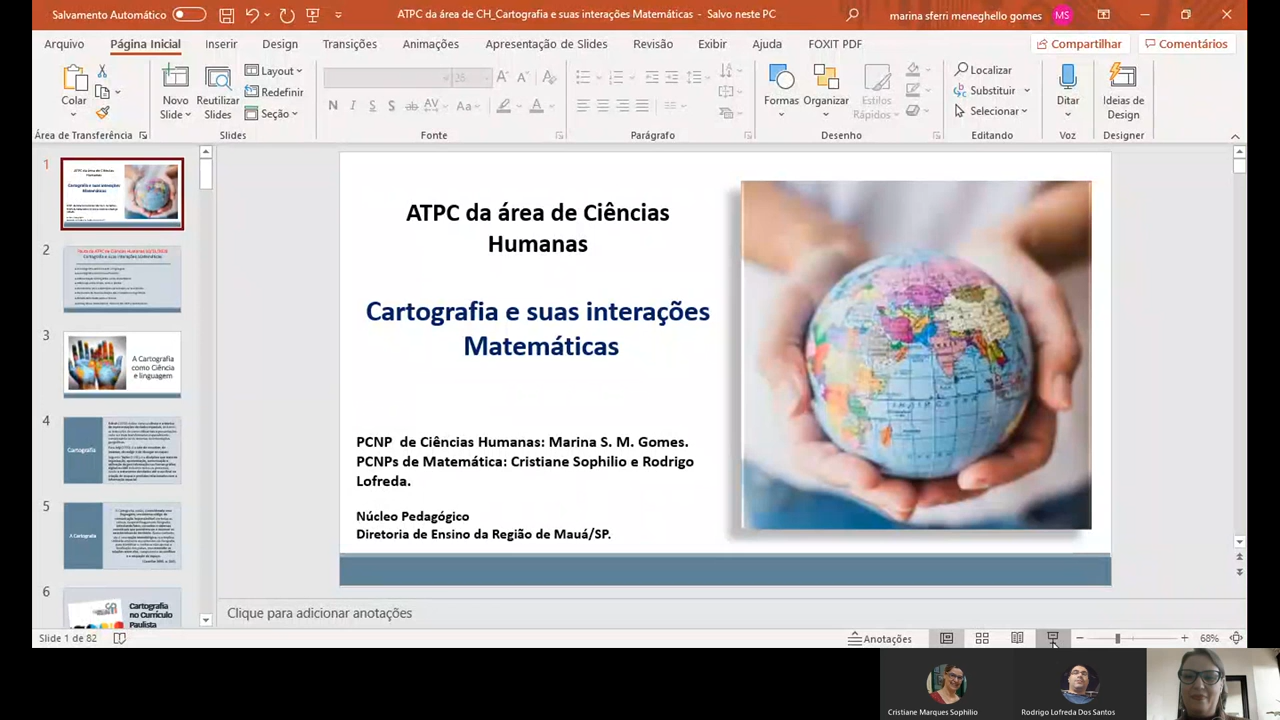 Salvamento Automático
ATPC da área de CH_Cartografia e suas interações Matemáticas - Salvo neste PC
marina sferri meneghello gomes
MS
Arquivo
Página Inicial
Inserir
Design
Transições
Animações
Apresentação de Slides
Revisão
Exibir
Ajuda
FOXIT PDF
Compartilhar
Comentários
Colar
Novo
Slide
Reutilizar
Slides
Layout
Redefinir
Seção
Formas
Organizar
Estilos
Rápidos
Localizar
Substituir
Selecionar
Ditar
Ideias de
Design
Área de Transferência
Slides
Fonte
Parágrafo
Desenho
Editando
Voz
Designer
1
2
3
A Cartografia
como Ciência
e linguagem
4
Cartografia
5
A Cartografia
6
Cartografia
no Currículo
Paulista
ATPC da área de Ciências
Humanas
Cartografia e suas interações
Matemáticas
PCNP de Ciências Humanas: Marina S. M. Gomes.
PCNPs de Matemática: Cristiane Sophilio e Rodrigo
Lofreda.
Núcleo Pedagógico
Diretoria de Ensino da Região de Mauá/SP.
Clique para adicionar anotações
Slide 1 de 82
Anotações
68%
Cristiane Marques Sophilio
Rodrigo Lofreda Dos Santos